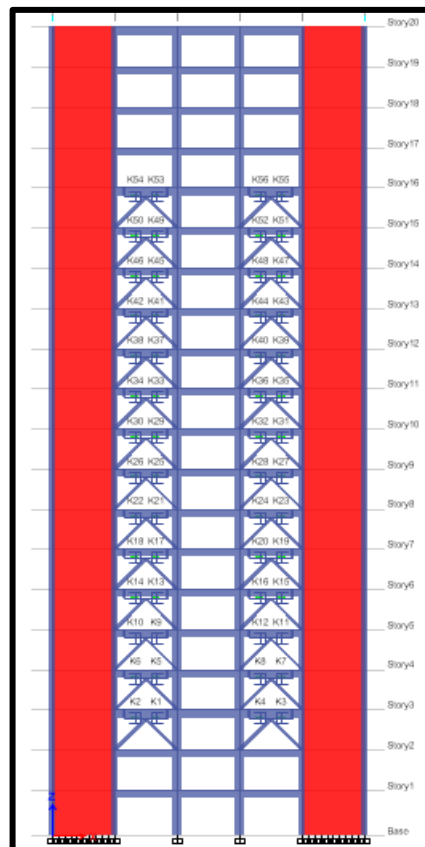 Story20
Story19
Story18
Story17
K54 K53 K56 K55 Story16
K50 K49 K52 K51 Story15
K46 K45 K48 K47 Story14
K42 K41 K44 K43 Story13
K38 K37 K40 K39 Story12
K34 K33 K36 K35 Story11
K30 K29 K32 K31 Story10
K26 K25 K28 K27 Story9
K22 K21 K24 K23 Story8
K18 K17 K20 K19 Story7
K14 K13 K16 K15 Story6
K10 K9 K12 K11 Story5
K6 K5 K8 K7 Story4
K2 K1 K4 K3 Story3
Story2
Story1
Z
Base